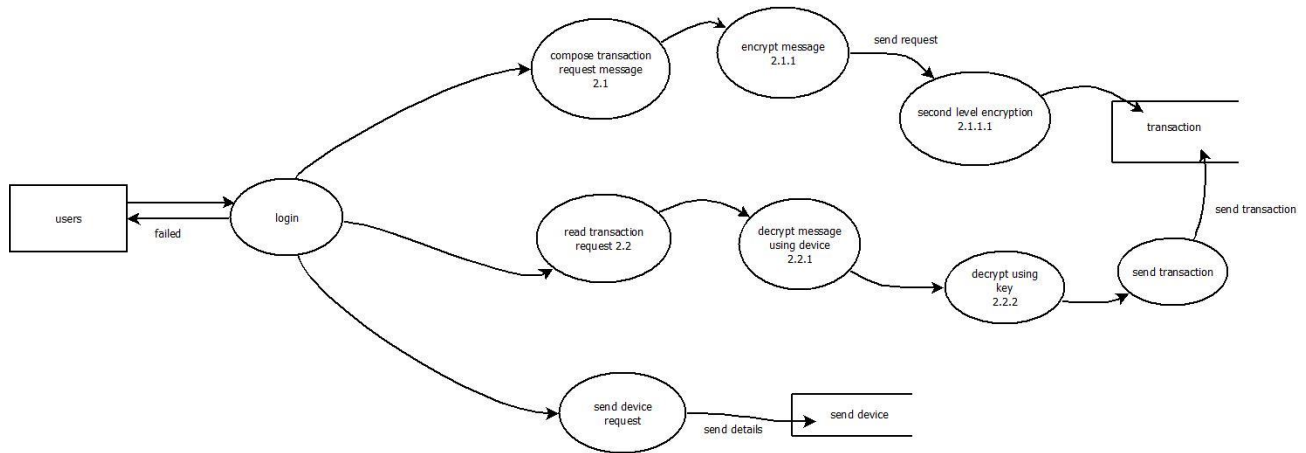 compose transaction
request message
2.1
encrypt message
2.1.1
send request
second level encryption
2.1.1.1
transaction
users
failed
login
read transaction
request 2.2
decrypt message
using device
2.2.1
decrypt using
key
2.2.2
send transaction
send transaction
send device
request
send details
send device